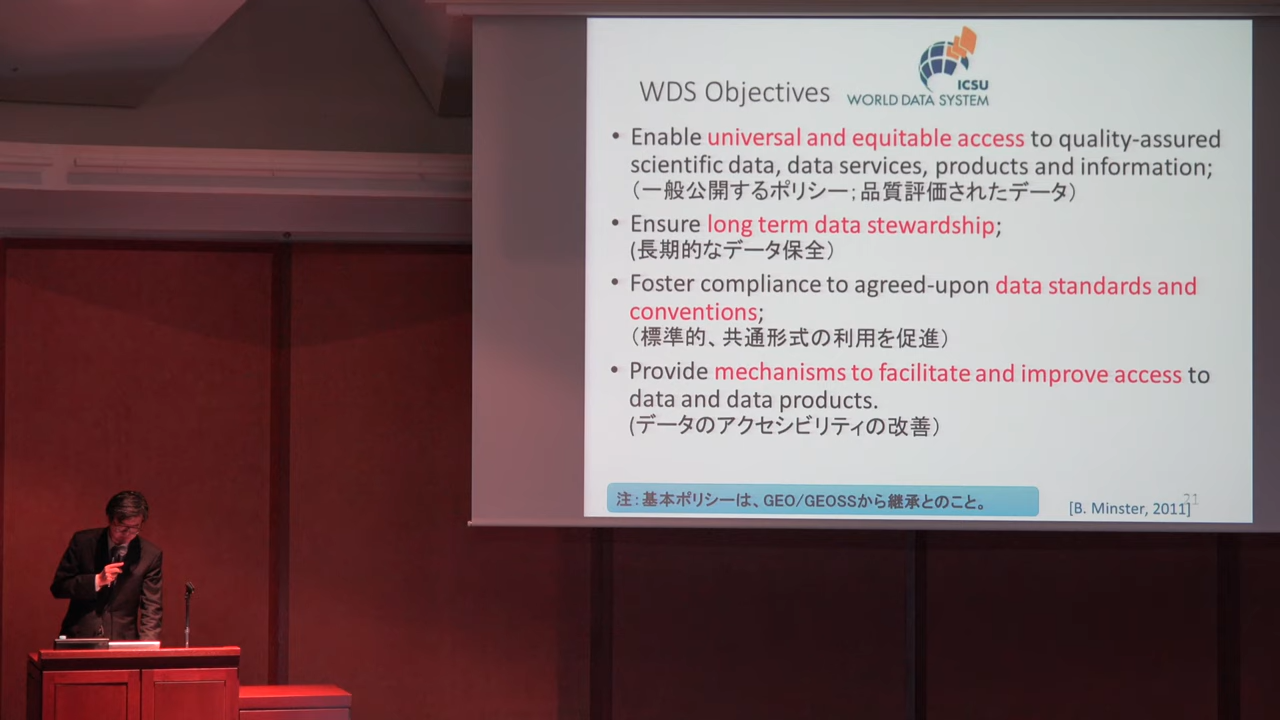 WDS Objectives
ICSU
WORLD DATA SYSTEM
• Enable universal and equitable access to quality-assured
scientific data, data services, products and information;
(一般公開するポリシー;品質評価されたデータ)
• Ensure long term data stewardship;
(長期的なデータ保全)
• Foster compliance to agreed-upon data standards and
conventions;
(標準的、共通形式の利用を促進)
• Provide mechanisms to facilitate and improve access to
data and data products.
(データのアクセシビリティの改善)
注:基本ポリシーは、GEO/GEOSSから継承とのこと。
21
[B. Minster, 2011]